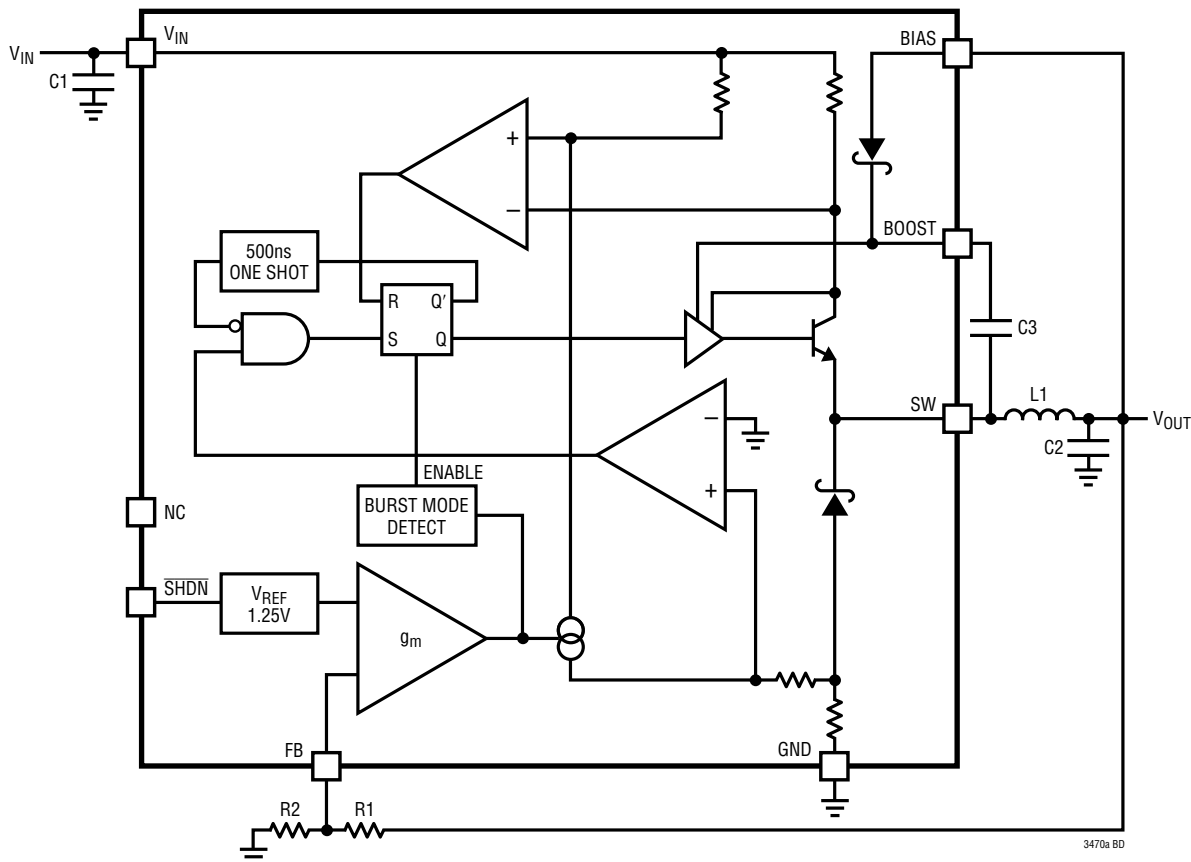 VIN
VIN
C1
BIAS
+
−
BOOST
500ns
ONE SHOT
R
Q′
S
Q
C3
SW
L1
VOUT
C2
−
+
ENABLE
BURST MODE
DETECT
NC
SHDN
VREF
1.25V
gm
FB
GND
R2
R1
3470a BD